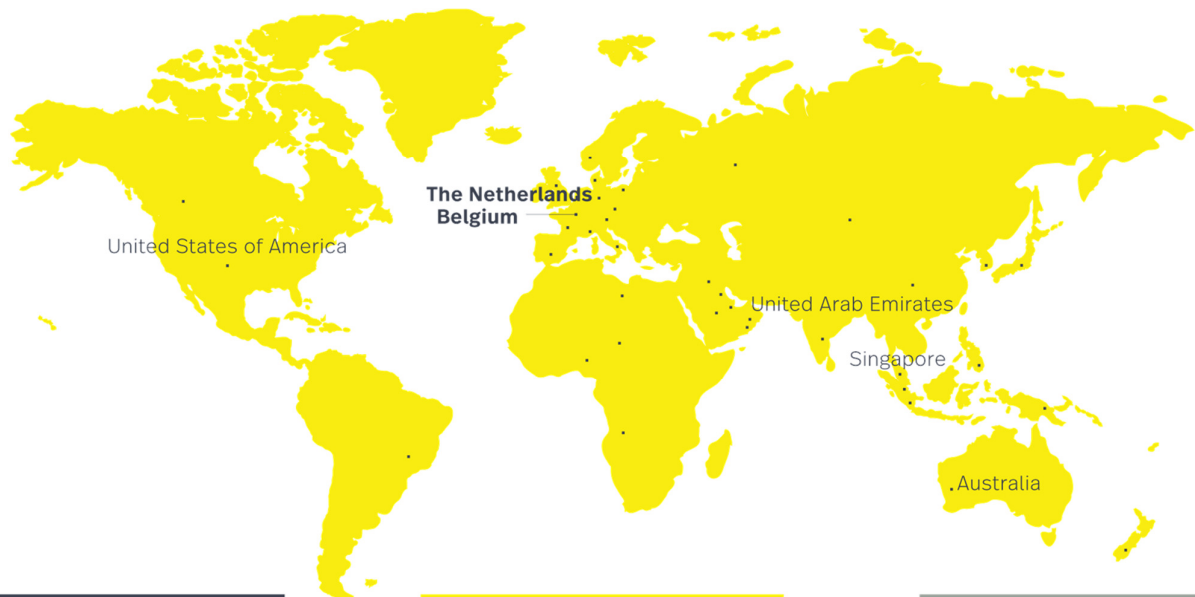 The Netherlands
Belgium
United States of America
United Arab Emirates
Singapore
Australia